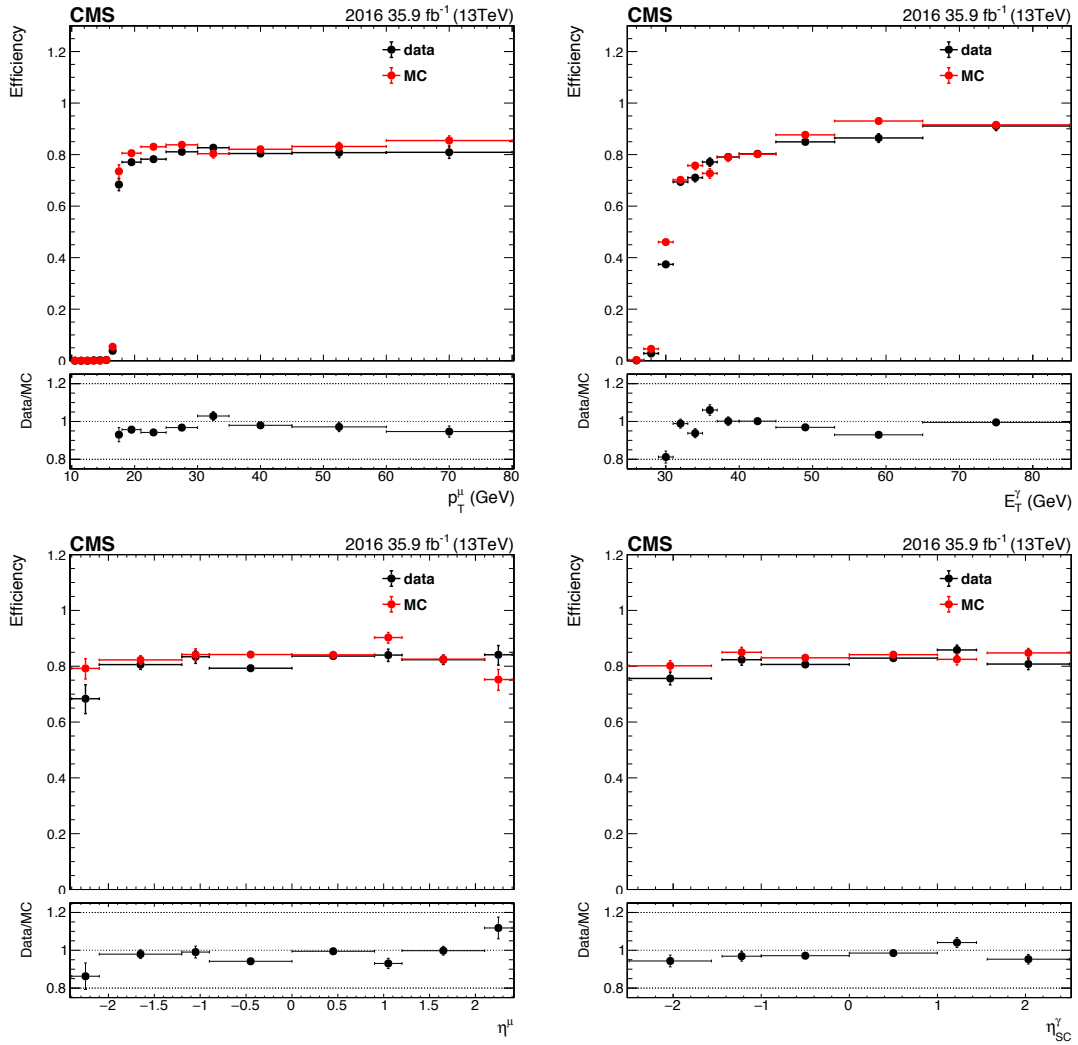 CMS 2016 35.9 fb⁻¹ (13TeV)
Efficiency
data
MC
1.2
1
0.8
0.6
0.4
0.2
0
Data/MC
1.2
1
0.8
10 20 30 40 50 60 70 80
p_T^μ (GeV)
CMS 2016 35.9 fb⁻¹ (13TeV)
Efficiency
data
MC
1.2
1
0.8
0.6
0.4
0.2
0
Data/MC
1.2
1
0.8
30 40 50 60 70 80
E_T^γ (GeV)
CMS 2016 35.9 fb⁻¹ (13TeV)
Efficiency
data
MC
1.2
1
0.8
0.6
0.4
0.2
0
Data/MC
1.2
1
0.8
−2 −1.5 −1 −0.5 0 0.5 1 1.5 2
η^μ
CMS 2016 35.9 fb⁻¹ (13TeV)
Efficiency
data
MC
1.2
1
0.8
0.6
0.4
0.2
0
Data/MC
1.2
1
0.8
−2 −1 0 1 2
η_SC^γ